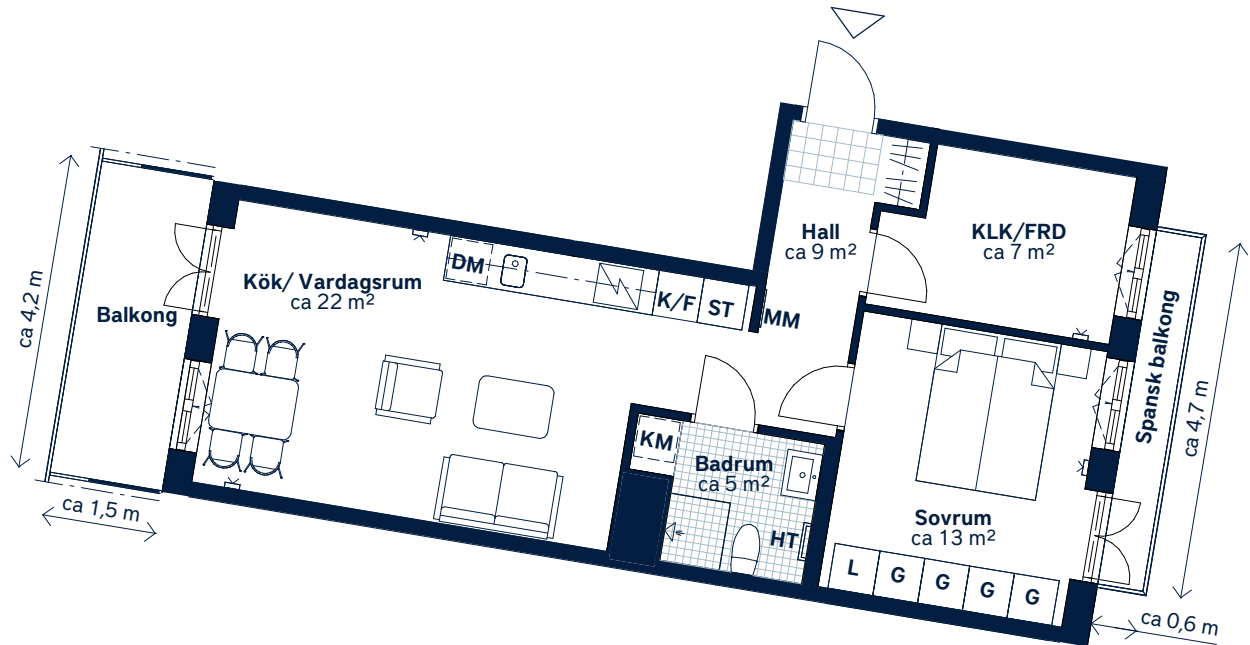 Hall
ca 9 m²
KLK/FRD
ca 7 m²
Kök/ Vardagsrum
ca 22 m²
DM
K/F
ST
MM
Balkong
ca 4,2 m
ca 1,5 m
KM
Badrum
ca 5 m²
HT
Sovrum
ca 13 m²
L
G
G
G
G
Spansk balkong
ca 4,7 m
ca 0,6 m